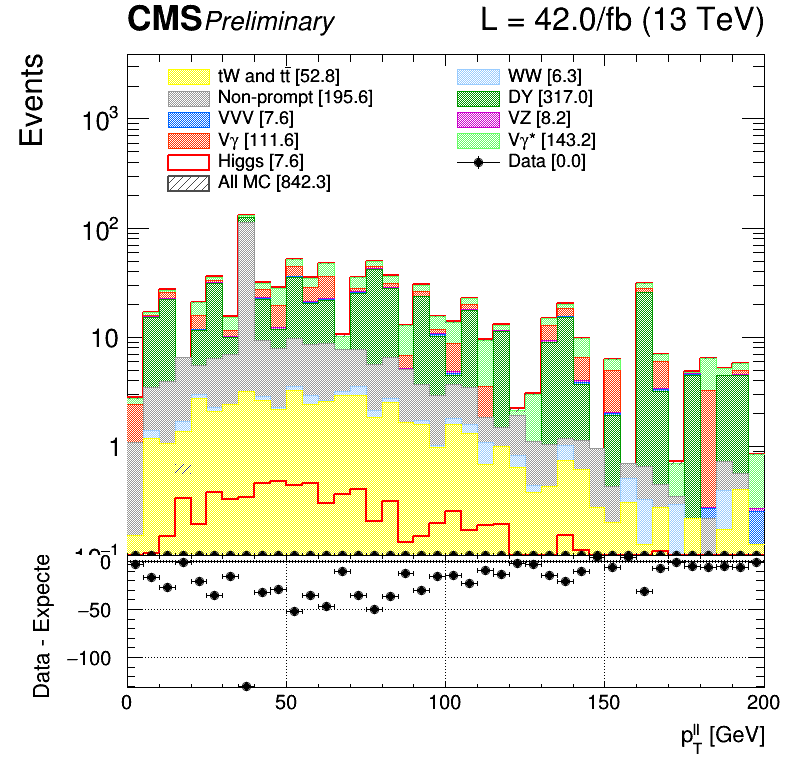 CMS Preliminary L = 42.0/fb (13 TeV)
Events
tW and tt̄ [52.8] WW [6.3]
Non-prompt [195.6] DY [317.0]
VVV [7.6] VZ [8.2]
Vγ [111.6] Vγ* [143.2]
Higgs [7.6] Data [0.0]
All MC [842.3]
10³
10²
10
1
Data - Expecte
0
−50
−100
0 50 100 150 200
p_T^ll [GeV]